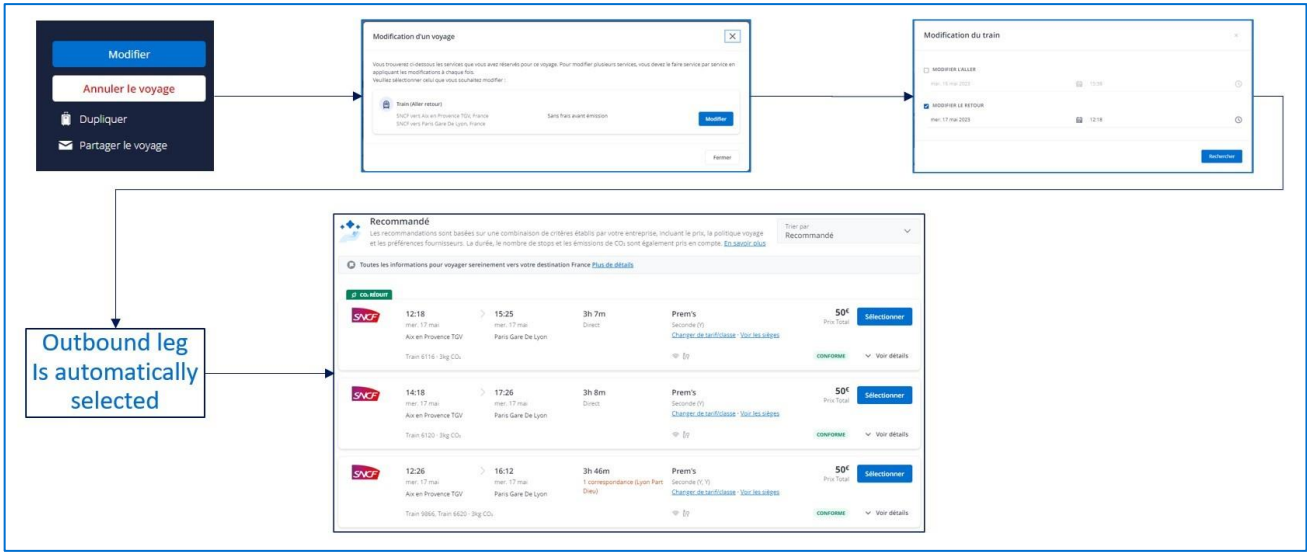 Modifier
Annuler le voyage
Dupliquer
Partager le voyage
Modification d'un voyage
Vous trouverez ci-dessous les services que vous avez réservés pour ce voyage. Pour modifier plusieurs services, vous devez le faire service par service en
appliquant les modifications à chaque fois.
Veuillez sélectionner celui que vous souhaitez modifier :
Train (Aller retour)
SNCF vers Aix en Provence TGV, France
Sans frais avant émission
SNCF vers Paris Gare De Lyon, France
Modifier
Fermer
Modification du train
MODIFIER L'ALLER
mar. 16 mai 2023
MODIFIER LE RETOUR
mer. 17 mai 2023
12:18
Rechercher
Outbound leg
Is automatically
selected
Recommandé
Les recommandations sont basées sur une combinaison de critères établis par votre entreprise, incluant le prix, la politique voyage
et les préférences fournisseurs. La durée, le nombre de stops et les émissions de CO₂ sont également pris en compte. En savoir plus
Trier par
Recommandé
Toutes les informations pour voyager sereinement vers votre destination France Plus de détails
CO₂ RÉDUIT
SNCF
12:18
15:25
3h 7m
Prem's
50€
Sélectionner
mer. 17 mai
mer. 17 mai
Direct
Seconde (Y)
Prix Total
Aix en Provence TGV
Paris Gare De Lyon
Changer de tarif/classe · Voir les sièges
Train 6116 · 3kg CO₂
CONFORME
Voir détails
SNCF
14:18
17:26
3h 8m
Prem's
50€
Sélectionner
mer. 17 mai
mer. 17 mai
Direct
Seconde (Y)
Prix Total
Aix en Provence TGV
Paris Gare De Lyon
Changer de tarif/classe · Voir les sièges
Train 6120 · 3kg CO₂
CONFORME
Voir détails
SNCF
12:26
16:12
3h 46m
Prem's
50€
Sélectionner
mer. 17 mai
mer. 17 mai
1 correspondance (Lyon Part
Dieu)
Seconde (Y, Y)
Prix Total
Aix en Provence TGV
Paris Gare De Lyon
Changer de tarif/classe · Voir les sièges
Train 9866, Train 6620 · 3kg CO₂
CONFORME
Voir détails